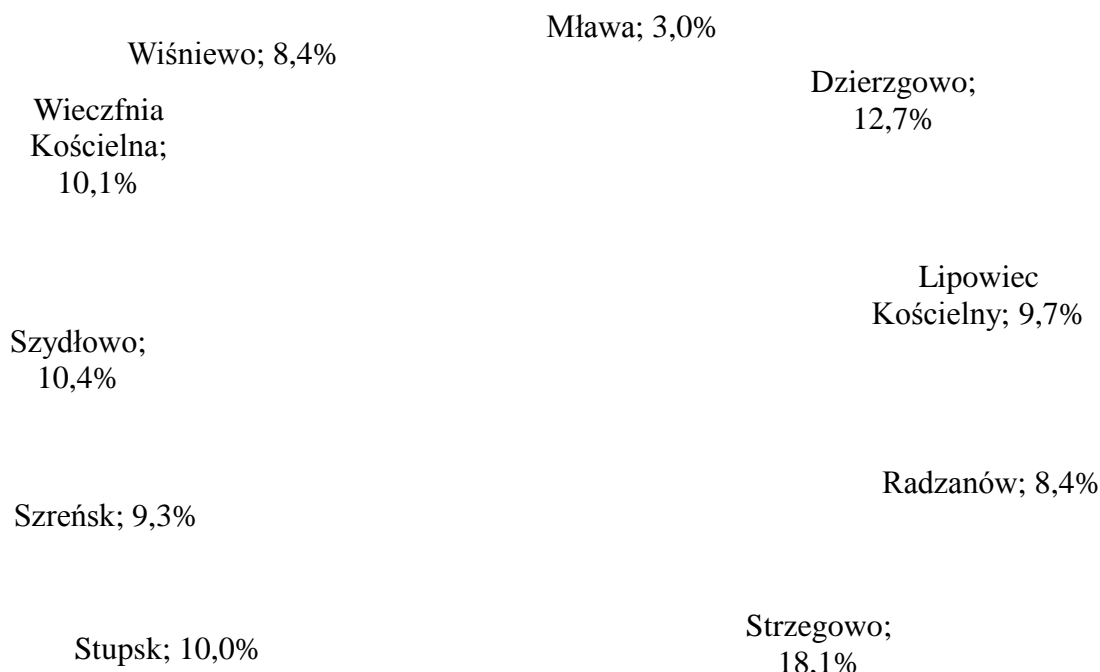 Mława; 3,0%
Wiśniewo; 8,4%
Dzierzgowo;
12,7%
Wieczfnia
Kościelna;
10,1%
Lipowiec
Kościelny; 9,7%
Szydłowo;
10,4%
Radzanów; 8,4%
Szreńsk; 9,3%
Strzegowo;
18,1%
Stupsk; 10,0%